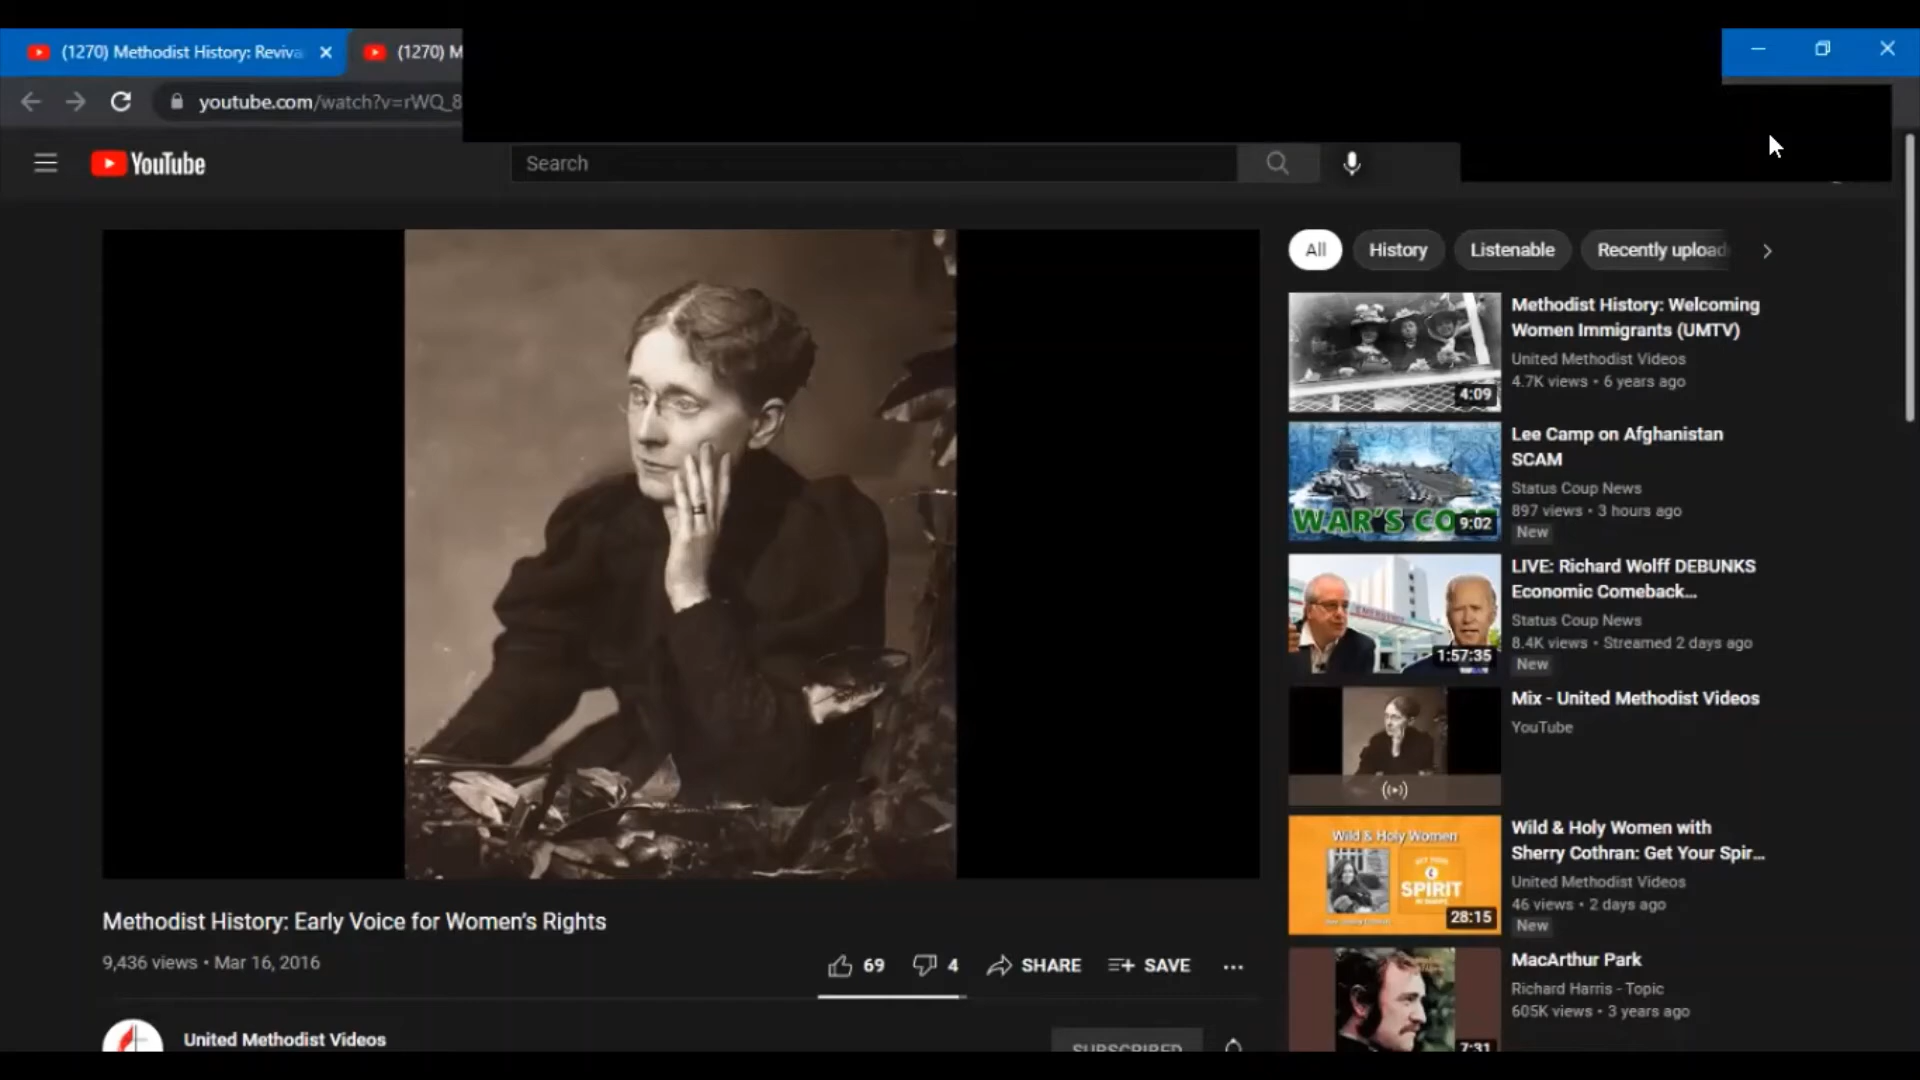 (1270) Methodist History: Reviva
(1270) M
youtube.com/watch?v=rWQ_8
YouTube
Search
All
History
Listenable
Recently upload
Methodist History: Welcoming
Women Immigrants (UMTV)
United Methodist Videos
4.7K views • 6 years ago
4:09
Lee Camp on Afghanistan
SCAM
Status Coup News
897 views • 3 hours ago
New
WAR'S CO
9:02
LIVE: Richard Wolff DEBUNKS
Economic Comeback...
Status Coup News
8.4K views • Streamed 2 days ago
New
1:57:35
Mix - United Methodist Videos
YouTube
Wild & Holy Women with
Sherry Cothran: Get Your Spir...
United Methodist Videos
46 views • 2 days ago
New
Wild & Holy Women
SPIRIT
28:15
MacArthur Park
Richard Harris - Topic
605K views • 3 years ago
7:31
Methodist History: Early Voice for Women's Rights
9,436 views • Mar 16, 2016
69
4
SHARE
SAVE
United Methodist Videos
SUBSCRIBED